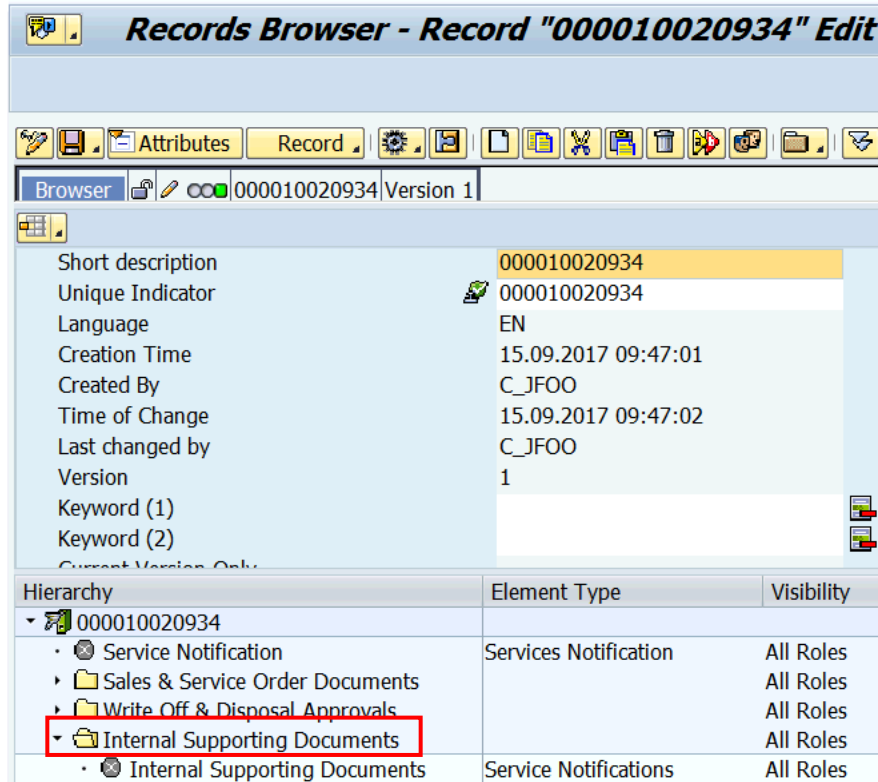 Records Browser - Record "000010020934" Edit
Attributes Record
Browser 000010020934 Version 1
Short description 000010020934
Unique Indicator 000010020934
Language EN
Creation Time 15.09.2017 09:47:01
Created By C_JFOO
Time of Change 15.09.2017 09:47:02
Last changed by C_JFOO
Version 1
Keyword (1)
Keyword (2)
Current Version Only
Hierarchy Element Type Visibility
000010020934
Service Notification Services Notification All Roles
Sales & Service Order Documents All Roles
Write Off & Disposal Approvals All Roles
Internal Supporting Documents All Roles
Internal Supporting Documents Service Notifications All Roles